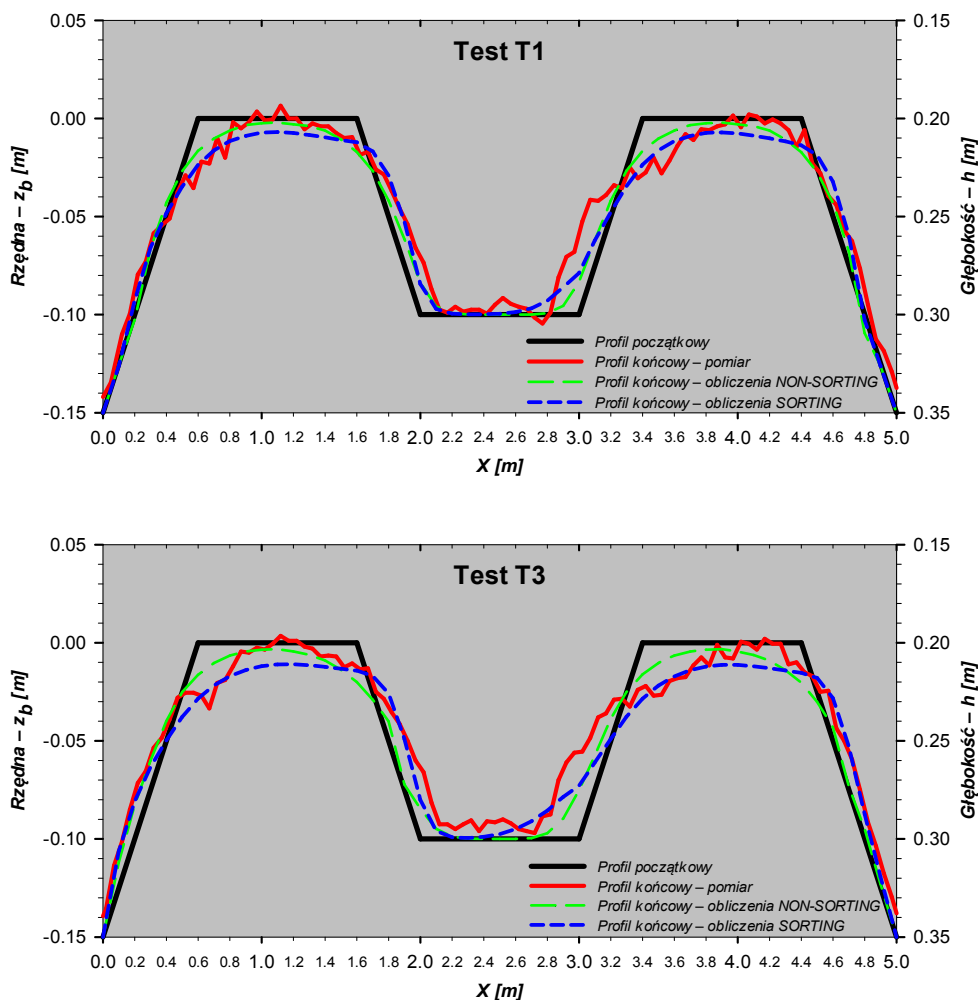 Test T1
0.05
0.00
-0.05
-0.10
-0.15
Rzędna – z_b [m]
0.15
0.20
0.25
0.30
0.35
Głębokość – h [m]
Profil początkowy
Profil końcowy – pomiar
Profil końcowy – obliczenia NON-SORTING
Profil końcowy – obliczenia SORTING
0.0 0.2 0.4 0.6 0.8 1.0 1.2 1.4 1.6 1.8 2.0 2.2 2.4 2.6 2.8 3.0 3.2 3.4 3.6 3.8 4.0 4.2 4.4 4.6 4.8 5.0
X [m]
Test T3
0.05
0.00
-0.05
-0.10
-0.15
Rzędna – z_b [m]
0.15
0.20
0.25
0.30
0.35
Głębokość – h [m]
Profil początkowy
Profil końcowy – pomiar
Profil końcowy – obliczenia NON-SORTING
Profil końcowy – obliczenia SORTING
0.0 0.2 0.4 0.6 0.8 1.0 1.2 1.4 1.6 1.8 2.0 2.2 2.4 2.6 2.8 3.0 3.2 3.4 3.6 3.8 4.0 4.2 4.4 4.6 4.8 5.0
X [m]